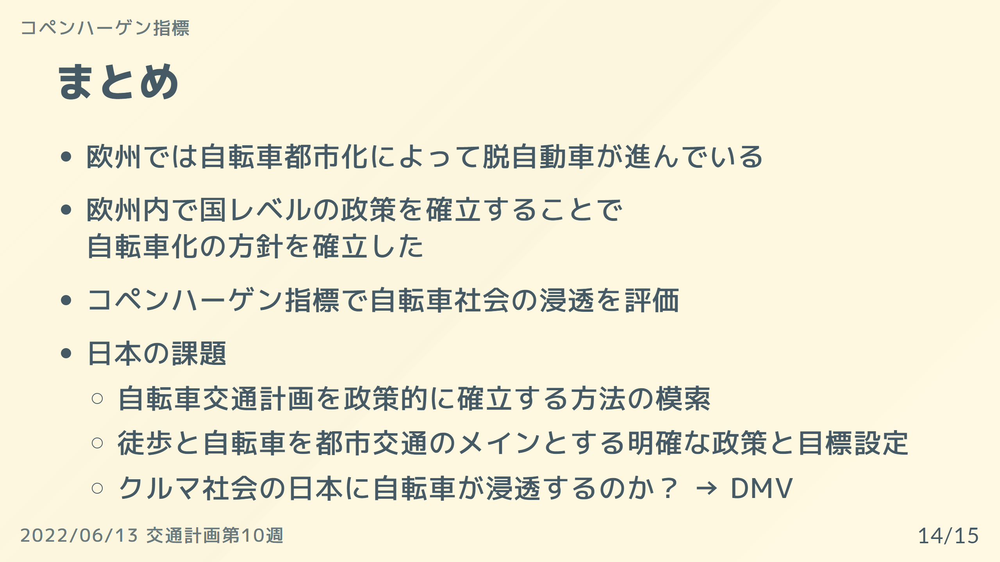 コペンハーゲン指標
まとめ
• 欧州では自転車都市化によって脱自動車が進んでいる
• 欧州内で国レベルの政策を確立することで
自転車化の方針を確立した
• コペンハーゲン指標で自転車社会の浸透を評価
• 日本の課題
○ 自転車交通計画を政策的に確立する方法の模索
○ 徒歩と自転車を都市交通のメインとする明確な政策と目標設定
○ クルマ社会の日本に自転車が浸透するのか？ → DMV
2022/06/13 交通計画第10週
14/15